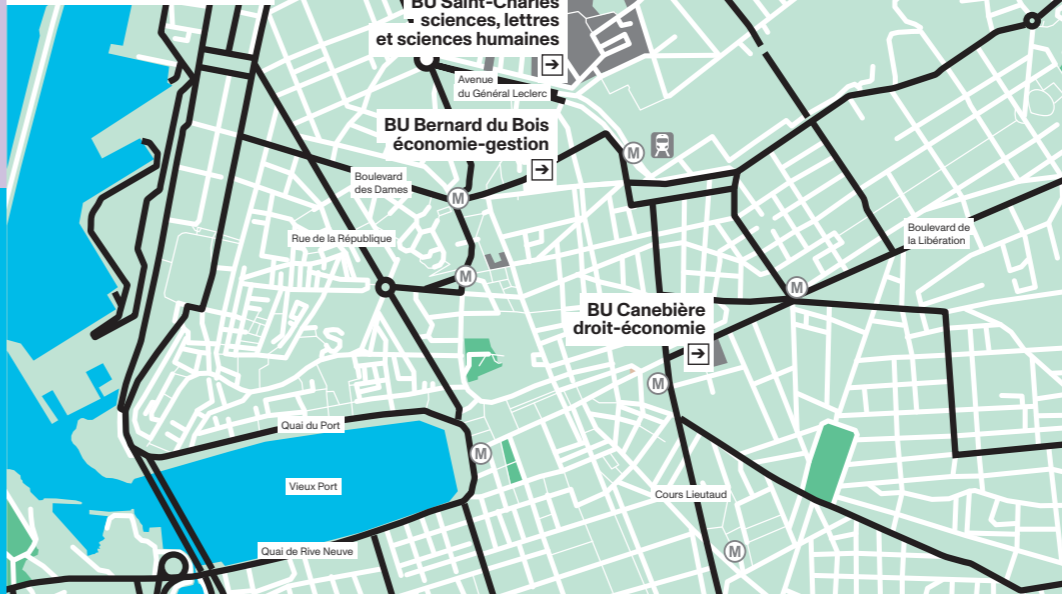 BU Saint-Charles
sciences, lettres
et sciences humaines
Avenue
du Général Leclerc
BU Bernard du Bois
économie-gestion
M
Boulevard
des Dames
M
Boulevard de
la Libération
Rue de la République
M
M
BU Canebière
droit-économie
M
Quai du Port
M
Vieux Port
Cours Lieutaud
Quai de Rive Neuve
M